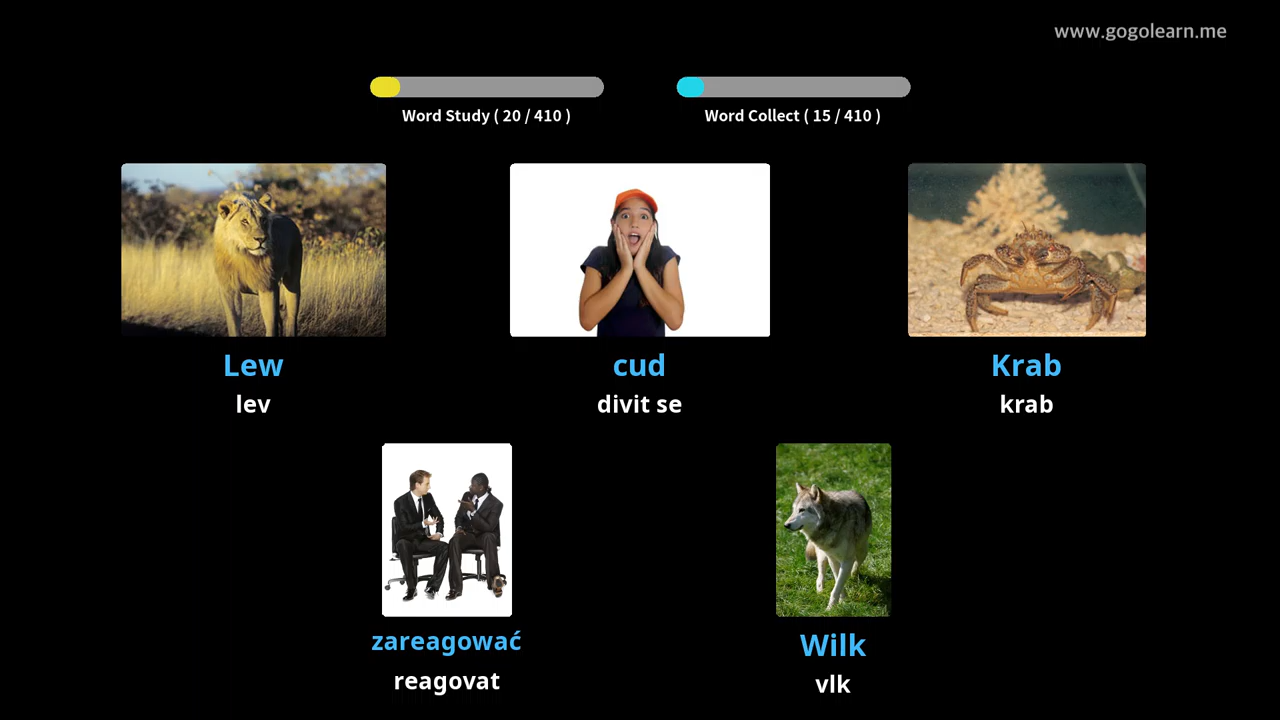 www.gogolearn.me
Word Study ( 20 / 410 )
Word Collect ( 15 / 410 )
Lew
lev
cud
divit se
Krab
krab
zareagować
reagovat
Wilk
vlk